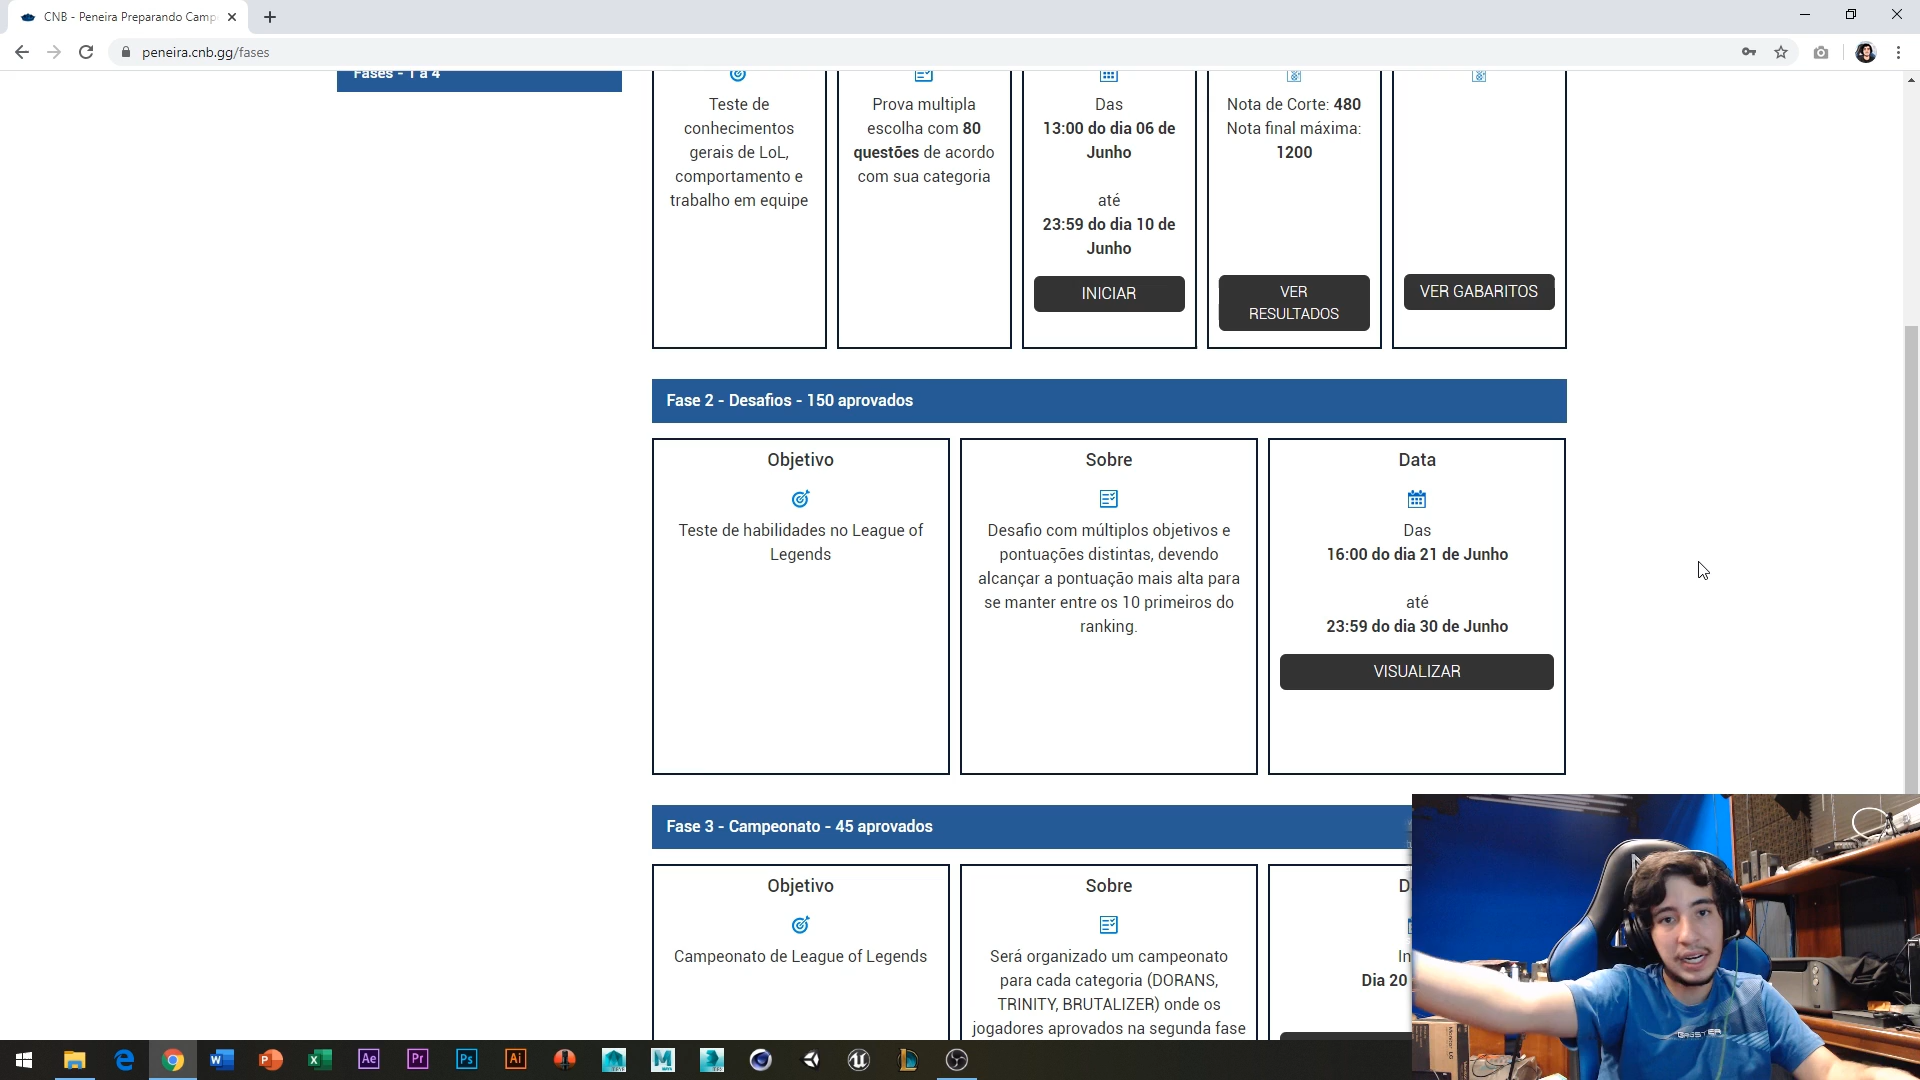 CNB - Peneira Preparando Camp
peneira.cnb.gg/fases
Fases - 1 a 4
Teste de
conhecimentos
gerais de LoL,
comportamento e
trabalho em equipe
Prova multipla
escolha com 80
questões de acordo
com sua categoria
Das
13:00 do dia 06 de
Junho
até
23:59 do dia 10 de
Junho
INICIAR
Nota de Corte: 480
Nota final máxima:
1200
VER
RESULTADOS
VER GABARITOS
Fase 2 - Desafios - 150 aprovados
Objetivo
Teste de habilidades no League of
Legends
Sobre
Desafio com múltiplos objetivos e
pontuações distintas, devendo
alcançar a pontuação mais alta para
se manter entre os 10 primeiros do
ranking.
Data
Das
16:00 do dia 21 de Junho
até
23:59 do dia 30 de Junho
VISUALIZAR
Fase 3 - Campeonato - 45 aprovados
Objetivo
Campeonato de League of Legends
Sobre
Será organizado um campeonato
para cada categoria (DORANS,
TRINITY, BRUTALIZER) onde os
jogadores aprovados na segunda fase
D
In
Dia 20
Ae
Pr
Ps
Ai